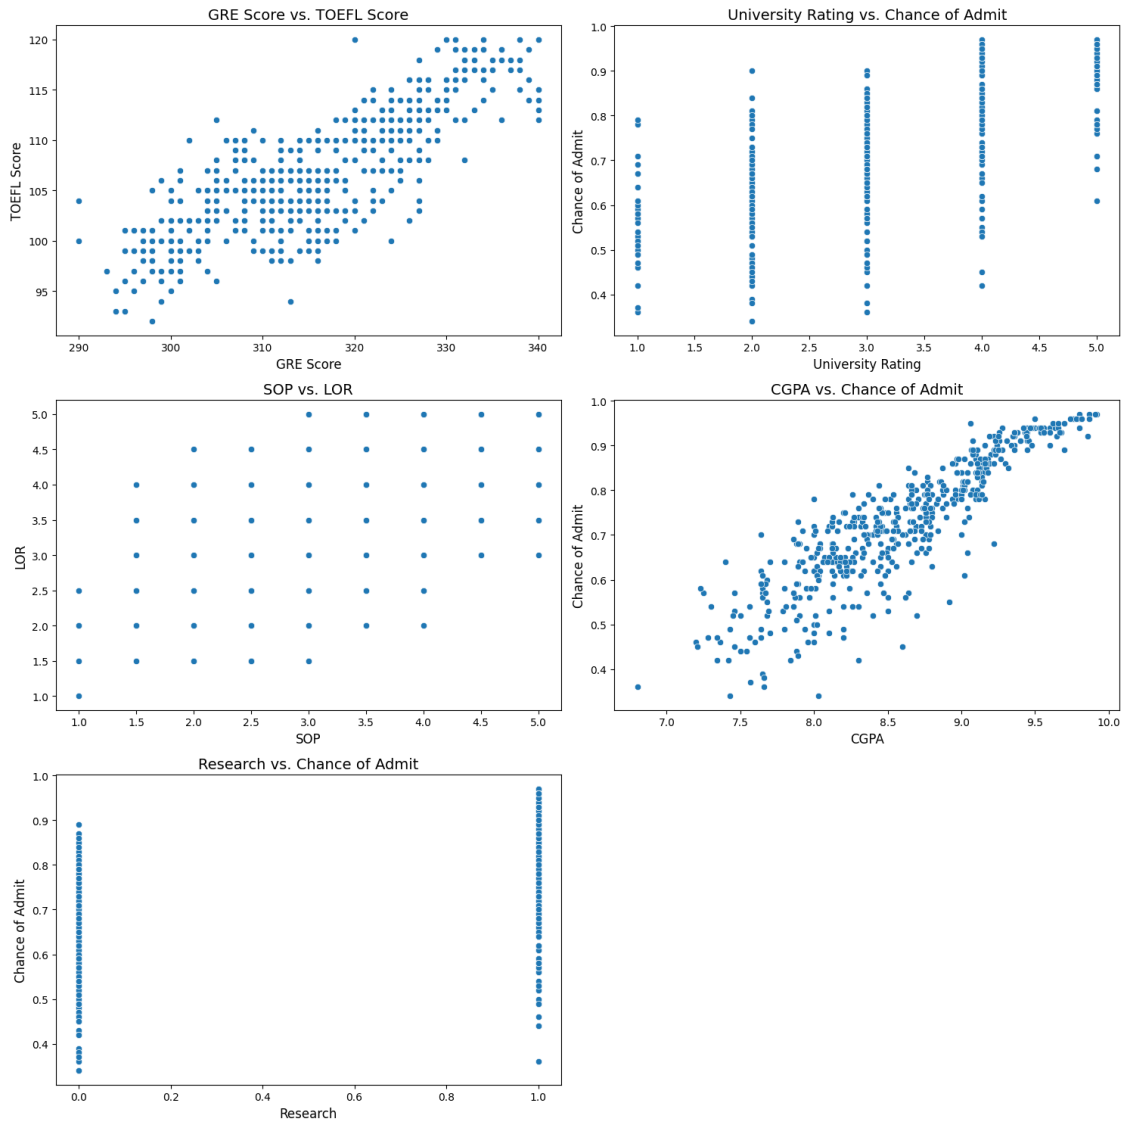 GRE Score vs. TOEFL Score
120
115
110
105
100
95
TOEFL Score
290 300 310 320 330 340
GRE Score
University Rating vs. Chance of Admit
1.0
0.9
0.8
0.7
0.6
0.5
0.4
Chance of Admit
1.0 1.5 2.0 2.5 3.0 3.5 4.0 4.5 5.0
University Rating
SOP vs. LOR
5.0
4.5
4.0
3.5
3.0
2.5
2.0
1.5
1.0
LOR
1.0 1.5 2.0 2.5 3.0 3.5 4.0 4.5 5.0
SOP
CGPA vs. Chance of Admit
1.0
0.9
0.8
0.7
0.6
0.5
0.4
Chance of Admit
7.0 7.5 8.0 8.5 9.0 9.5 10.0
CGPA
Research vs. Chance of Admit
1.0
0.9
0.8
0.7
0.6
0.5
0.4
Chance of Admit
0.0 0.2 0.4 0.6 0.8 1.0
Research